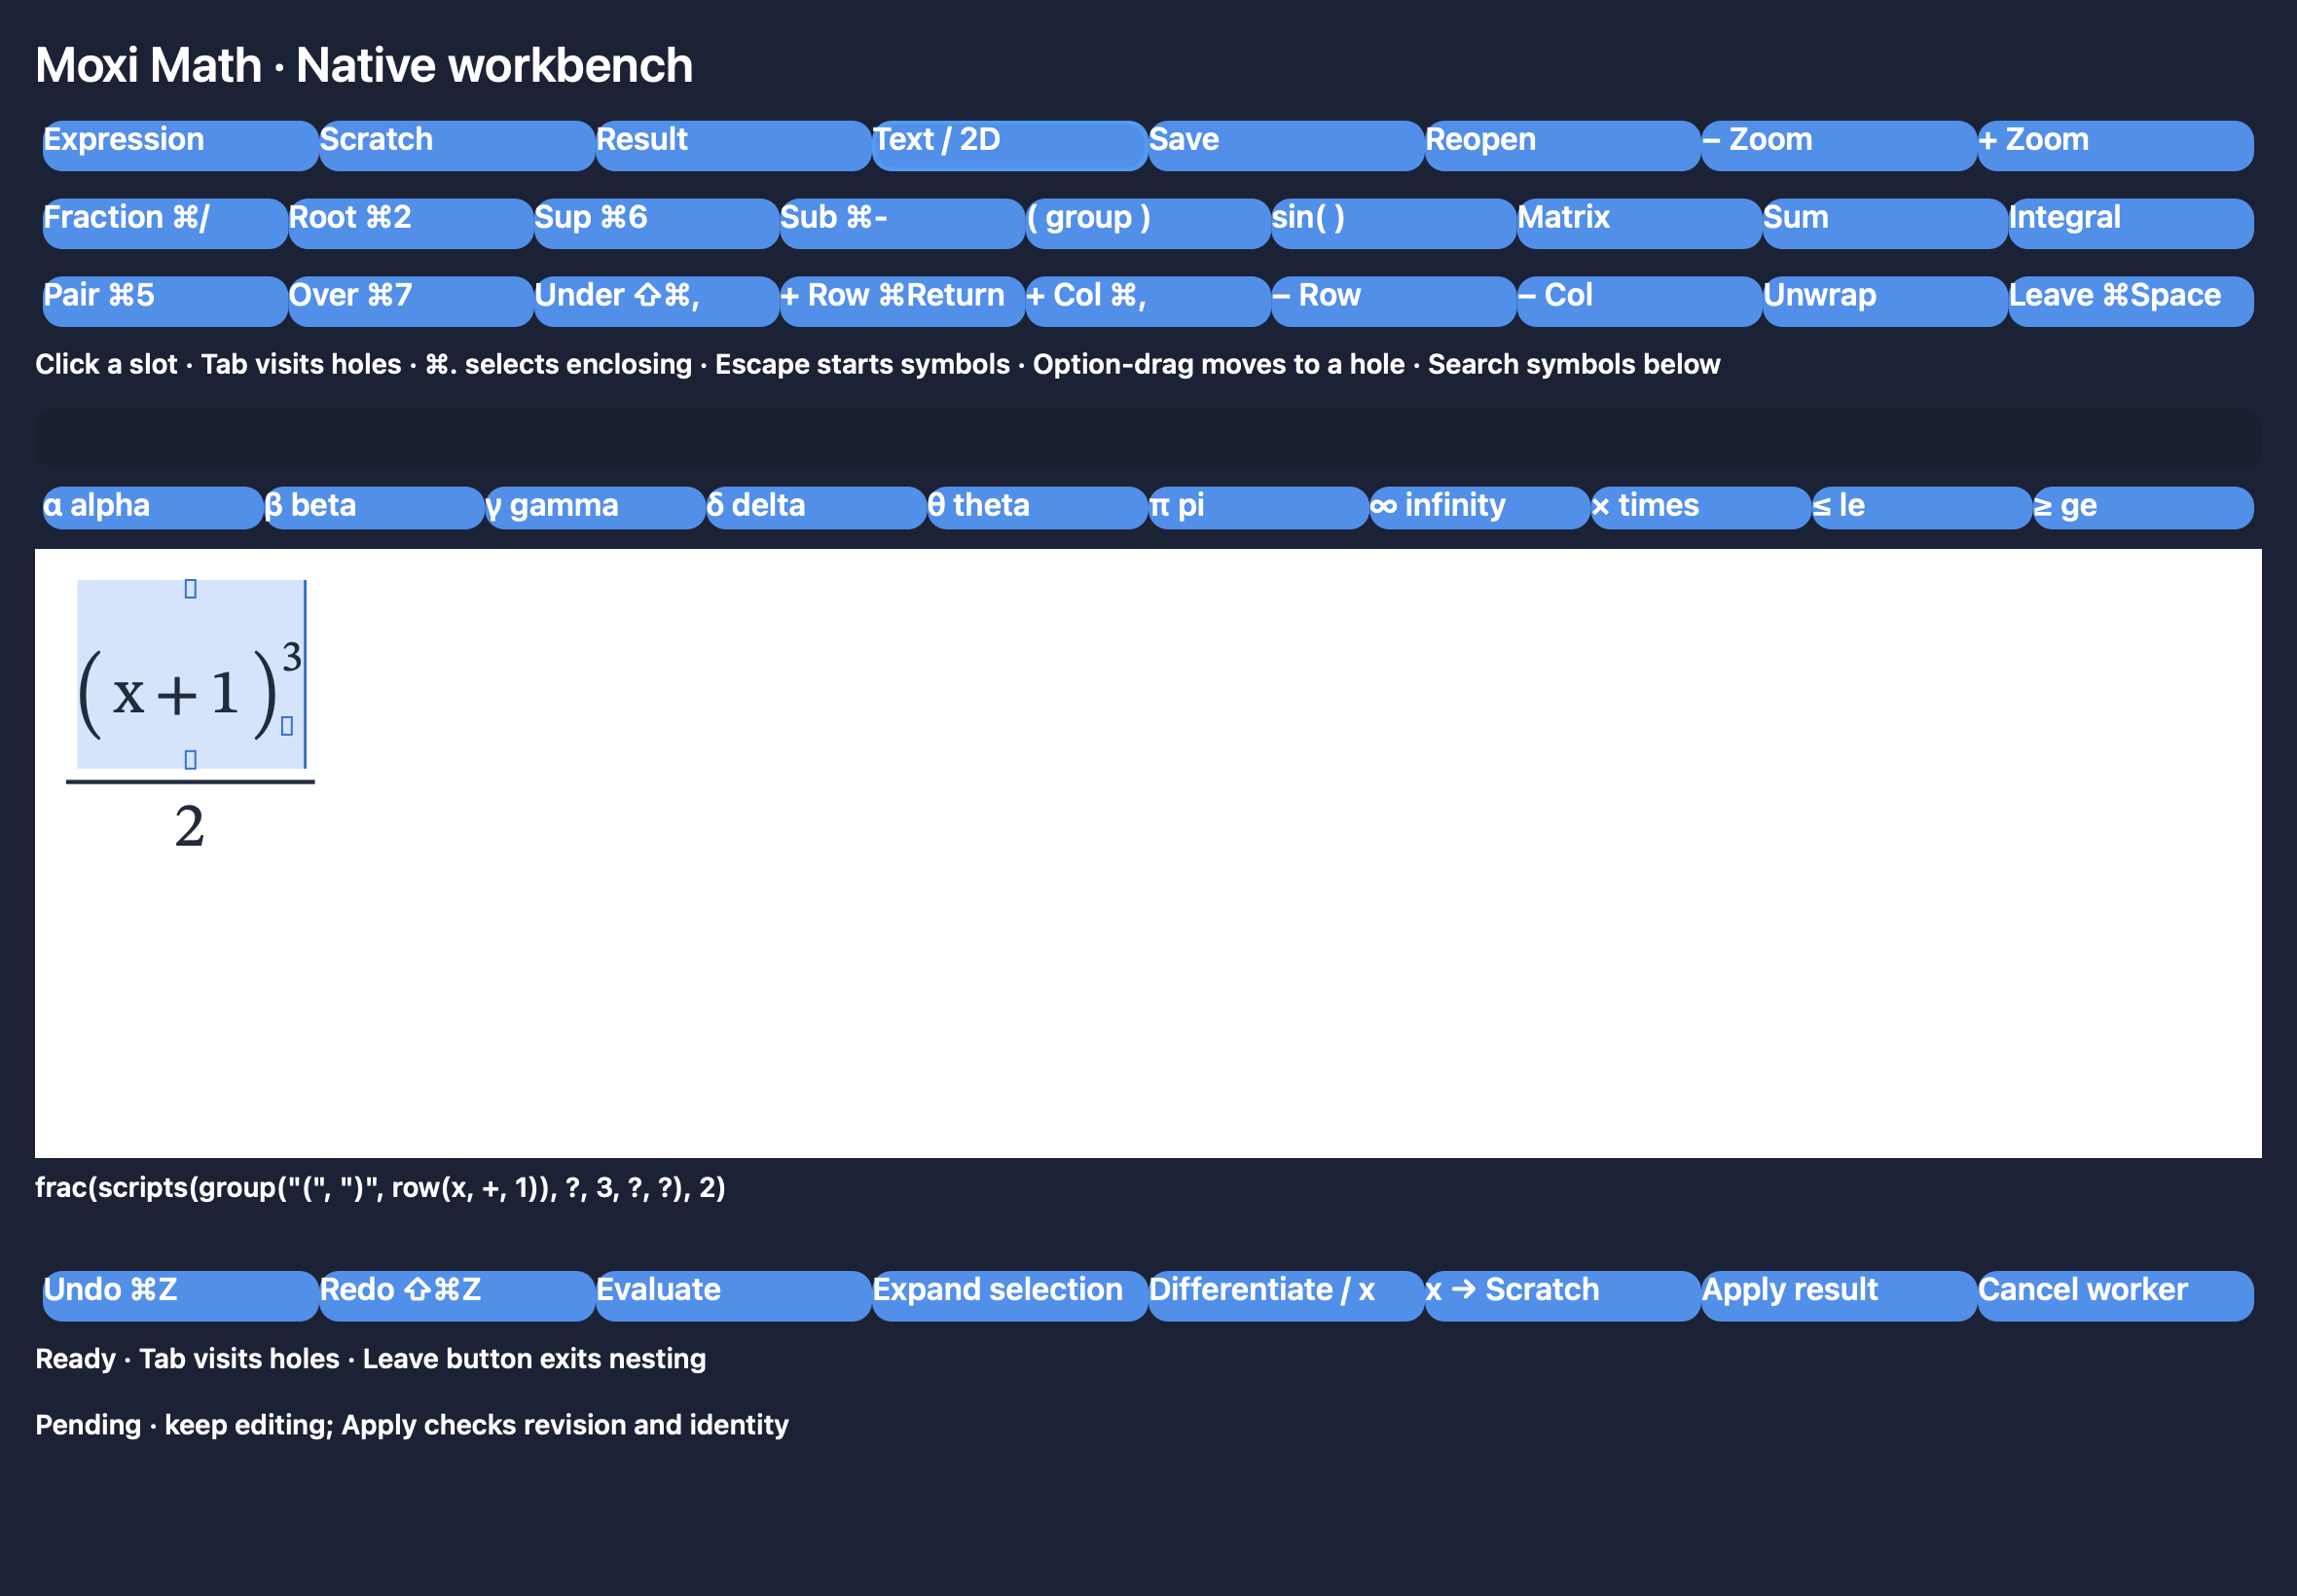 Moxi Math · Native workbench
Expression Scratch Result Text / 2D Save Reopen – Zoom + Zoom
Fraction ⌘/ Root ⌘2 Sup ⌘6 Sub ⌘- ( group ) sin( ) Matrix Sum Integral
Pair ⌘5 Over ⌘7 Under ⇧⌘, + Row ⌘Return + Col ⌘, – Row – Col Unwrap Leave ⌘Space
Click a slot · Tab visits holes · ⌘. selects enclosing · Escape starts symbols · Option-drag moves to a hole · Search symbols below
α alpha β beta γ gamma δ delta θ theta π pi ∞ infinity × times ≤ le ≥ ge
(x + 1)³
2
frac(scripts(group("(", ")", row(x, +, 1)), ?, 3, ?, ?), 2)
Undo ⌘Z Redo ⇧⌘Z Evaluate Expand selection Differentiate / x x → Scratch Apply result Cancel worker
Ready · Tab visits holes · Leave button exits nesting
Pending · keep editing; Apply checks revision and identity